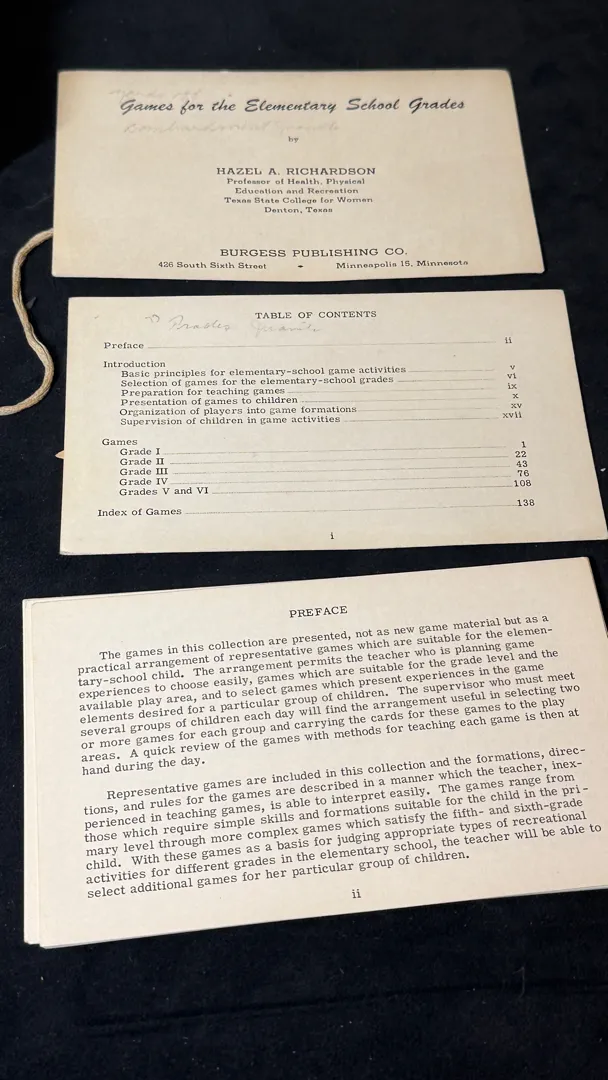 Games for the Elementary School Grades
by
HAZEL A. RICHARDSON
Professor of Health, Physical
Education and Recreation
Texas State College for Women
Denton, Texas
BURGESS PUBLISHING CO.
426 South Sixth Street • Minneapolis 15, Minnesota
TABLE OF CONTENTS
Preface ii
Introduction
Basic principles for elementary-school game activities v
Selection of games for the elementary-school grades vi
Preparation for teaching games ix
Presentation of games to children x
Organization of players into game formations xv
Supervision of children in game activities xvii
Games
Grade I 1
Grade II 22
Grade III 43
Grade IV 76
Grades V and VI 108
Index of Games 138
i
PREFACE
The games in this collection are presented, not as new game material but as a
practical arrangement of representative games which are suitable for the elemen-
tary-school child. The arrangement permits the teacher who is planning game
experiences to choose easily, games which are suitable for the grade level and the
available play area, and to select games which present experiences in the game
elements desired for a particular group of children. The supervisor who must meet
several groups of children each day will find the arrangement useful in selecting two
or more games for each group and carrying the cards for these games to the play
areas. A quick review of the games with methods for teaching each game is then at
hand during the day.
Representative games are included in this collection and the formations, direc-
tions, and rules for the games are described in a manner which the teacher, inex-
perienced in teaching games, is able to interpret easily. The games range from
those which require simple skills and formations suitable for the child in the pri-
mary level through more complex games which satisfy the fifth- and sixth-grade
child. With these games as a basis for judging appropriate types of recreational
activities for different grades in the elementary school, the teacher will be able to
select additional games for her particular group of children.
ii